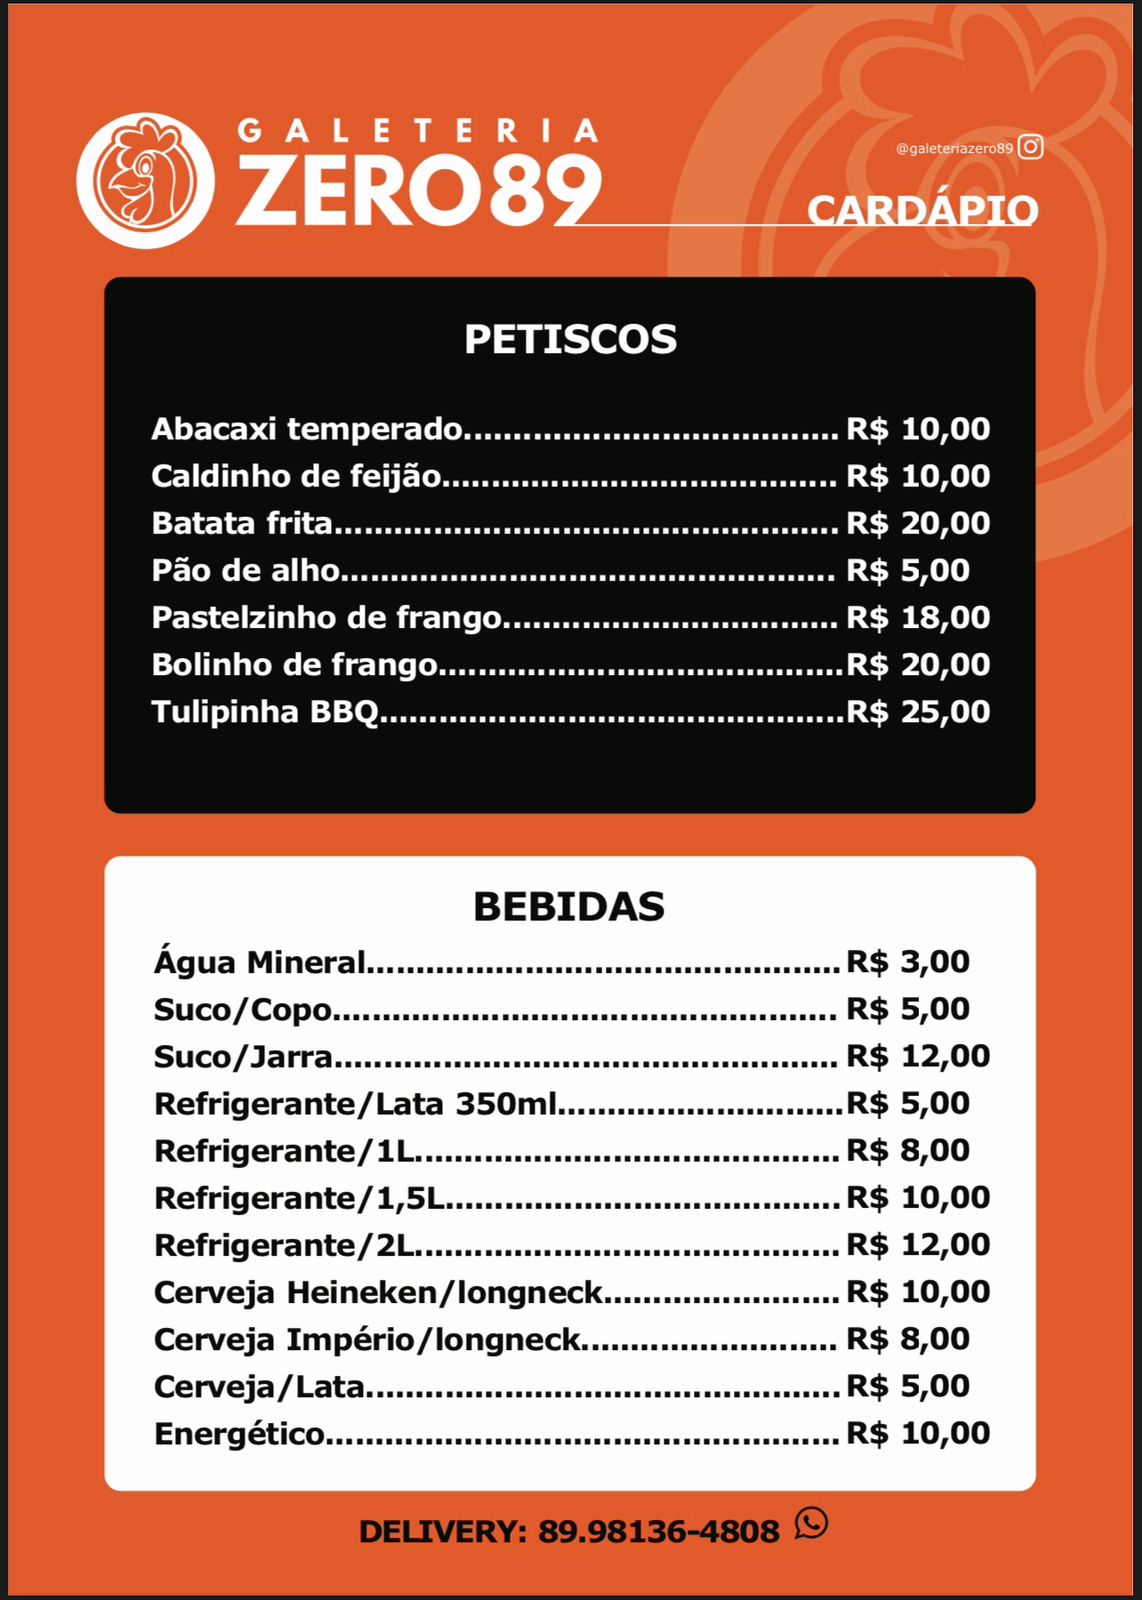 GALETERIA
ZERO89
@galeteriazero89
CARDÁPIO
PETISCOS
Abacaxi temperado...................................... R$ 10,00
Caldinho de feijão........................................ R$ 10,00
Batata frita................................................... R$ 20,00
Pão de alho.................................................. R$ 5,00
Pastelzinho de frango.................................. R$ 18,00
Bolinho de frango.........................................R$ 20,00
Tulipinha BBQ...............................................R$ 25,00
BEBIDAS
Água Mineral................................................R$ 3,00
Suco/Copo................................................... R$ 5,00
Suco/Jarra................................................... R$ 12,00
Refrigerante/Lata 350ml.............................R$ 5,00
Refrigerante/1L...........................................R$ 8,00
Refrigerante/1,5L........................................R$ 10,00
Refrigerante/2L...........................................R$ 12,00
Cerveja Heineken/longneck........................R$ 10,00
Cerveja Império/longneck.......................... R$ 8,00
Cerveja/Lata................................................R$ 5,00
Energético....................................................R$ 10,00
DELIVERY: 89.98136-4808